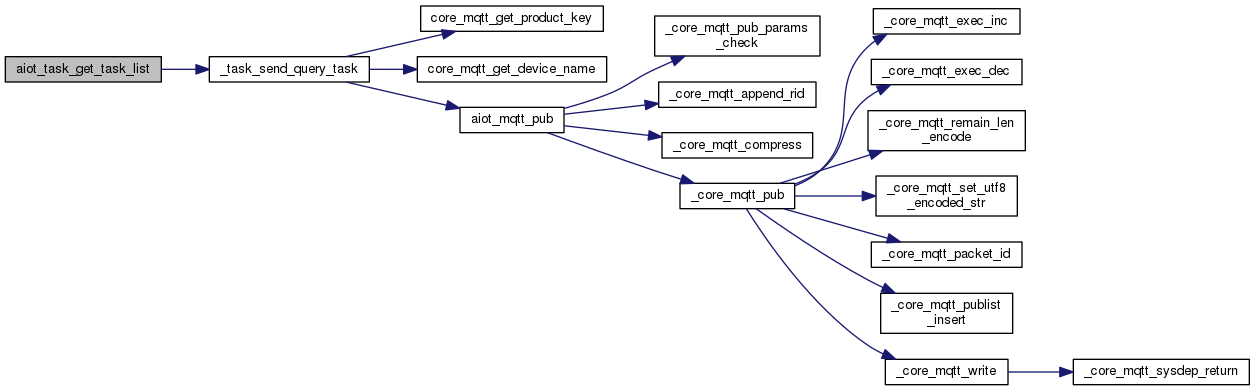 aiot_task_get_task_list
_task_send_query_task
core_mqtt_get_product_key
core_mqtt_get_device_name
aiot_mqtt_pub
_core_mqtt_pub_params
_check
_core_mqtt_append_rid
_core_mqtt_compress
_core_mqtt_pub
_core_mqtt_exec_inc
_core_mqtt_exec_dec
_core_mqtt_remain_len
_encode
_core_mqtt_set_utf8
_encoded_str
_core_mqtt_packet_id
_core_mqtt_publist
_insert
_core_mqtt_write
_core_mqtt_sysdep_return